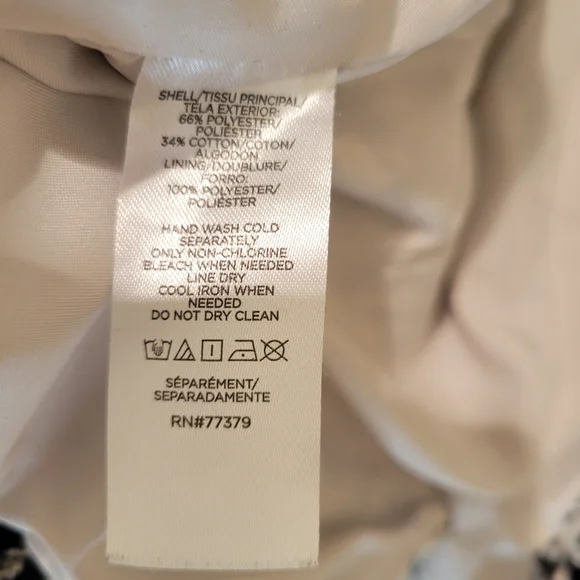 SHELL/TISSU PRINCIPAL/
TELA EXTERIOR:
66% POLYESTER/
POLIÉSTER
34% COTTON/COTON/
ALGODON
LINING/DOUBLURE/
FORRO:
100% POLYESTER/
POLIÉSTER
HAND WASH COLD
SEPARATELY
ONLY NON-CHLORINE
BLEACH WHEN NEEDED
LINE DRY
COOL IRON WHEN
NEEDED
DO NOT DRY CLEAN
SÉPARÉMENT/
SEPARADAMENTE
RN#77379